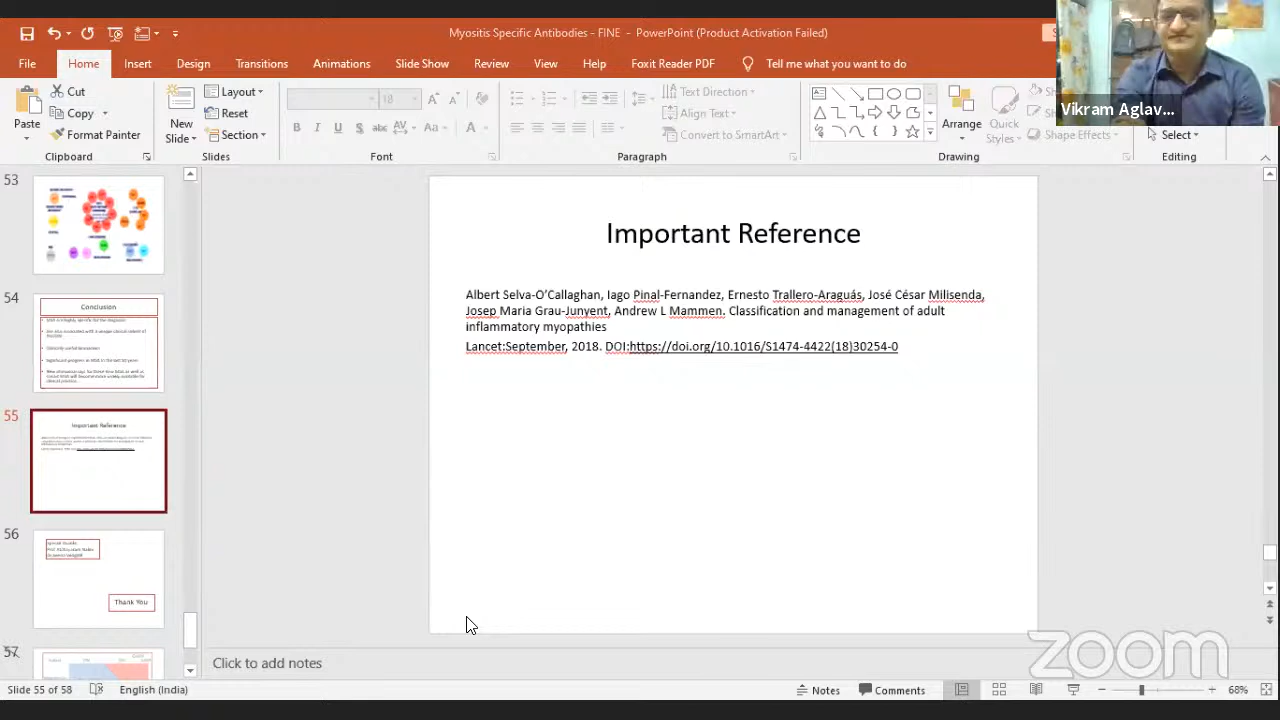 Myositis Specific Antibodies - FINE - PowerPoint (Product Activation Failed)
File Home Insert Design Transitions Animations Slide Show Review View Help Foxit Reader PDF Tell me what you want to do
Vikram Aglav...
Paste
Cut
Copy
Format Painter
Clipboard
New
Slide
Layout
Reset
Section
Slides
18
Font
Text Direction
Align Text
Convert to SmartArt
Paragraph
Arrange
Quick
Styles
Shape Effects
Drawing
Select
Editing
53
54
Conclusion
55
Important Reference
56
Thank You
57
Important Reference
Albert Selva-O'Callaghan, Iago Pinal-Fernandez, Ernesto Trallero-Araguás, José César Milisenda,
Josep Maria Grau-Junyent, Andrew L Mammen. Classification and management of adult
inflammatory myopathies
Lancet:September, 2018. DOI:https://doi.org/10.1016/S1474-4422(18)30254-0
Click to add notes
zoom
Slide 55 of 58 English (India) Notes Comments 68%